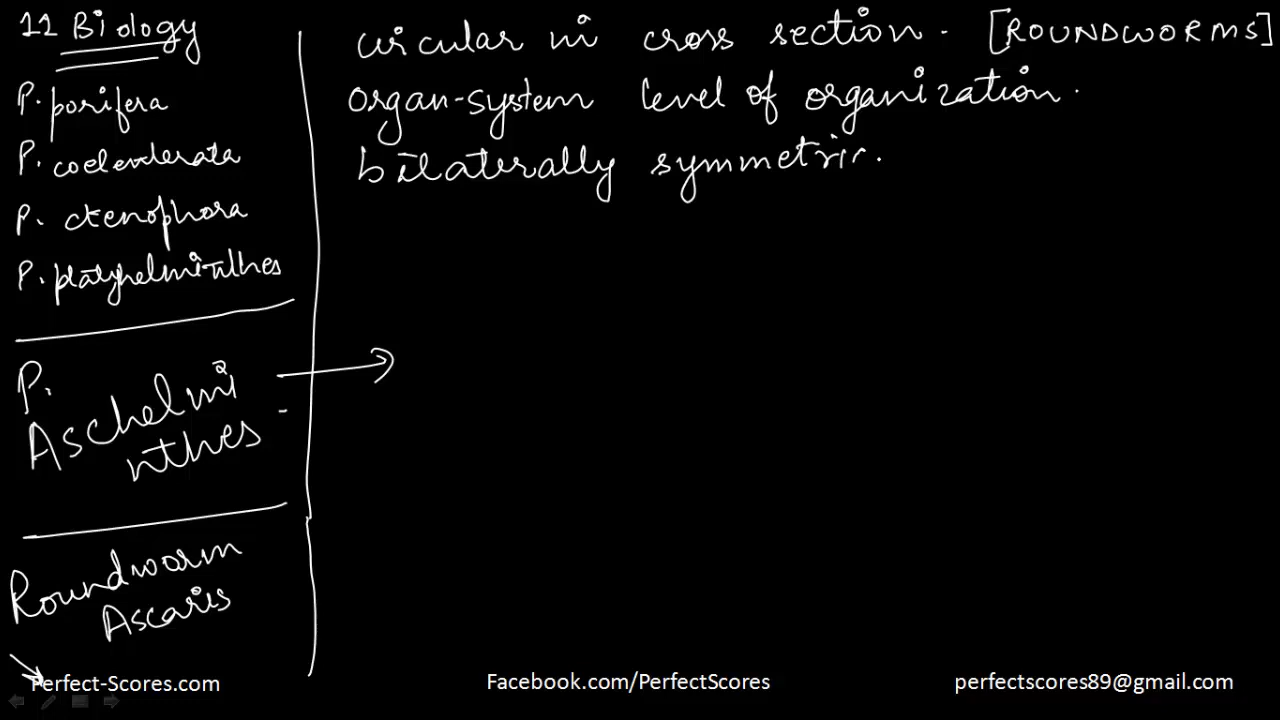 11 Biology
P. porifera
P. coelenderata
P. ctenophora
P. platyhelminthes
P.
Aschelmi
nthes
Roundworm
Ascaris
circular in cross section. [ROUNDWORMS]
organ-system level of organization.
bilaterally symmetric.
Perfect-Scores.com
Facebook.com/PerfectScores
perfectscores89@gmail.com